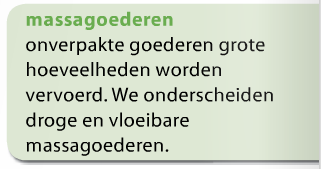 massagoederen
onverpakte goederen grote
hoeveelheden worden
vervoerd. We onderscheiden
droge en vloeibare
massagoederen.